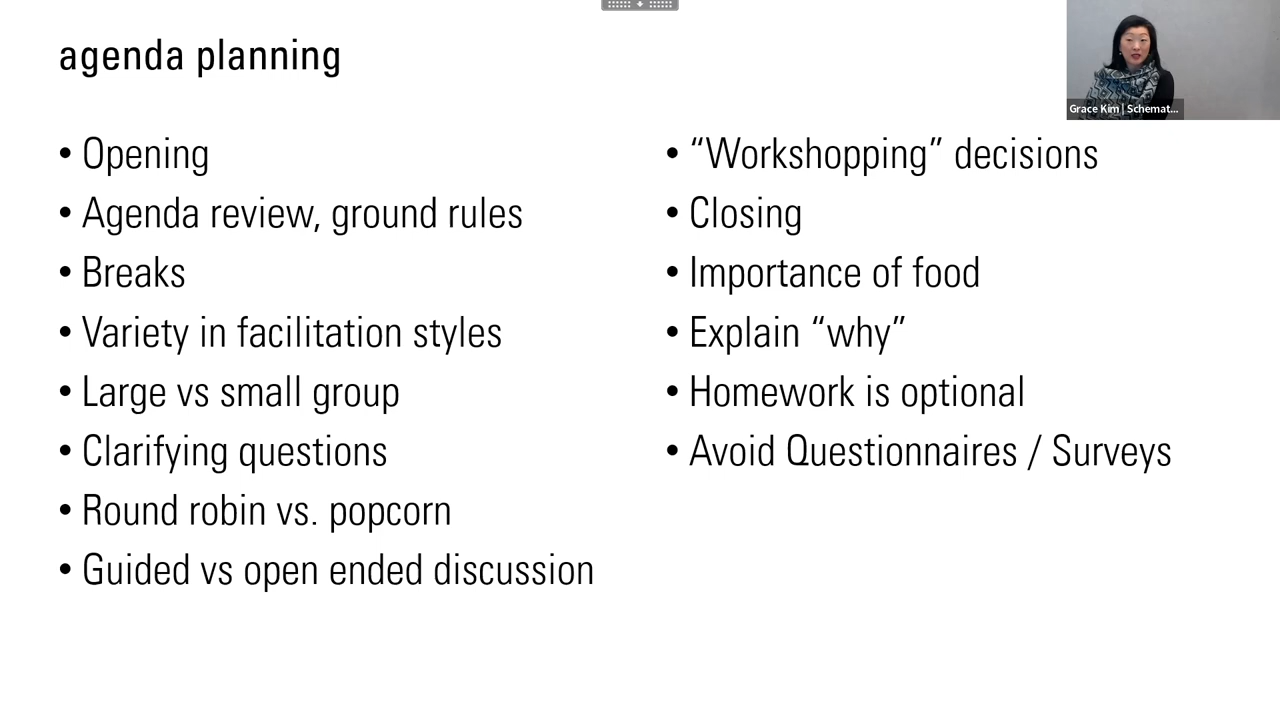 agenda planning
Grace Kim | Schemat...
• Opening
• Agenda review, ground rules
• Breaks
• Variety in facilitation styles
• Large vs small group
• Clarifying questions
• Round robin vs. popcorn
• Guided vs open ended discussion
• “Workshopping” decisions
• Closing
• Importance of food
• Explain “why”
• Homework is optional
• Avoid Questionnaires / Surveys